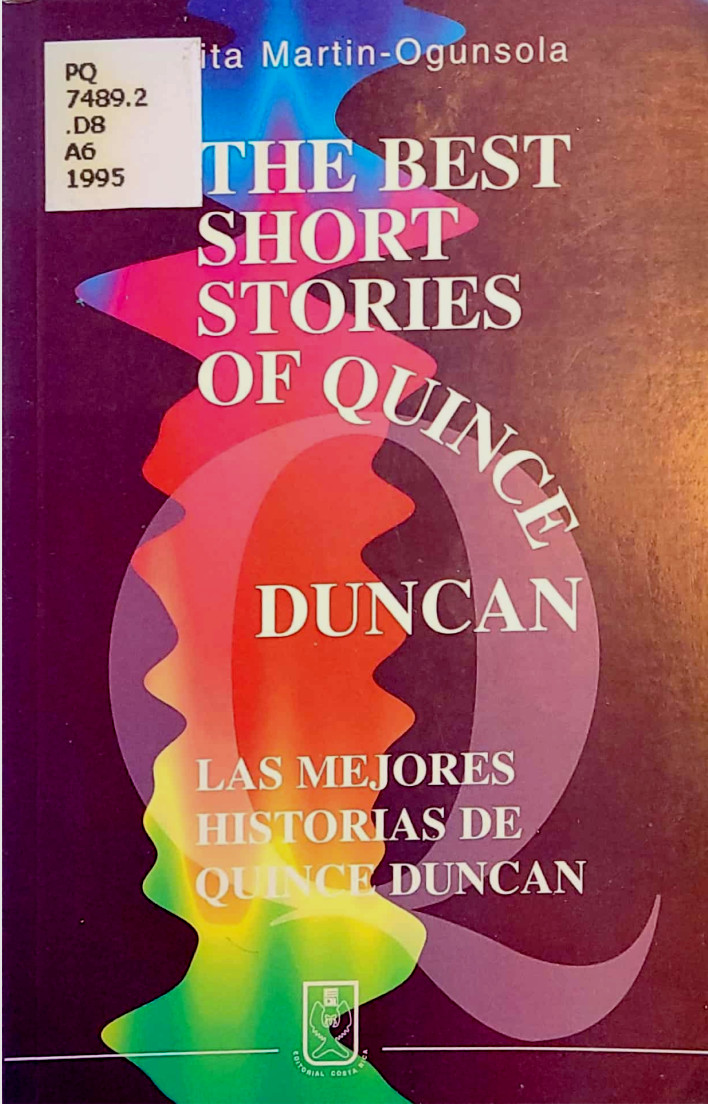 PQ
7489.2
.D8
A6
1995
ita Martin-Ogunsola
THE BEST
SHORT
STORIES
OF QUINCE
DUNCAN
LAS MEJORES
HISTORIAS DE
QUINCE DUNCAN
EDITORIAL COSTA RICA